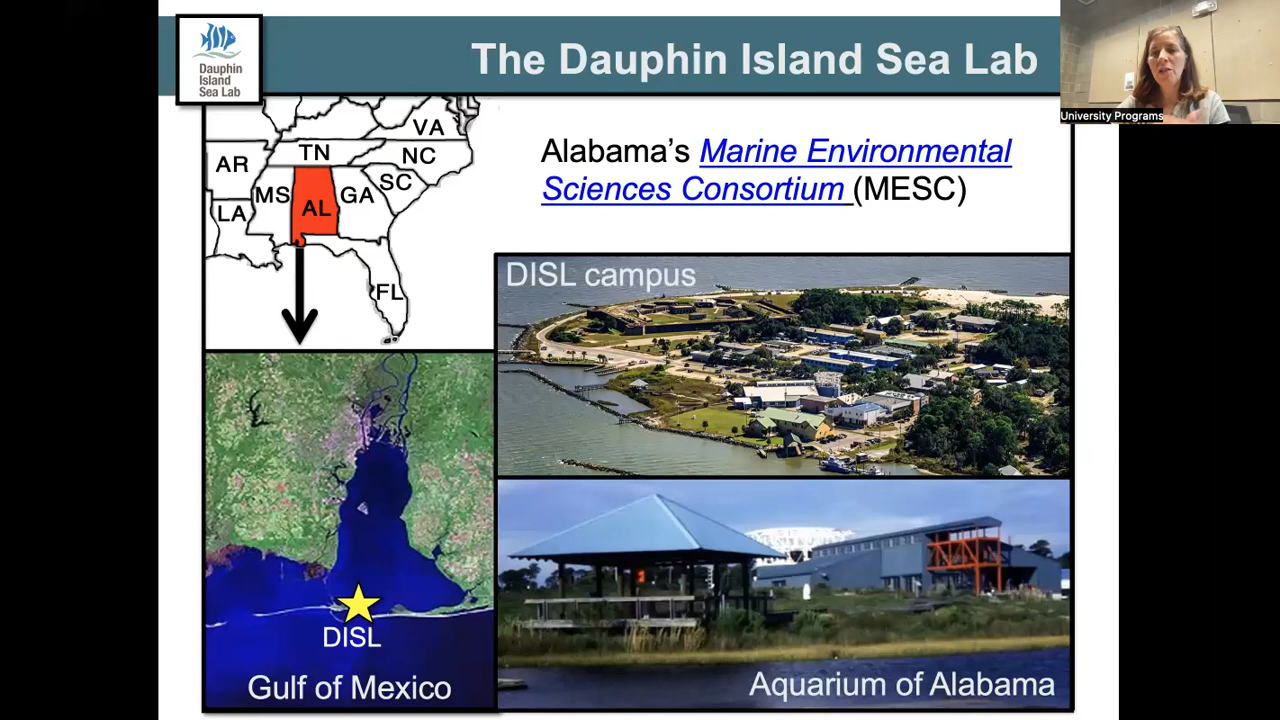 Dauphin
Island
Sea Lab
The Dauphin Island Sea Lab
University Programs
VA
TN
NC
AR
SC
MS
GA
AL
LA
FL
Alabama’s Marine Environmental
Sciences Consortium (MESC)
DISL campus
DISL
Gulf of Mexico
Aquarium of Alabama